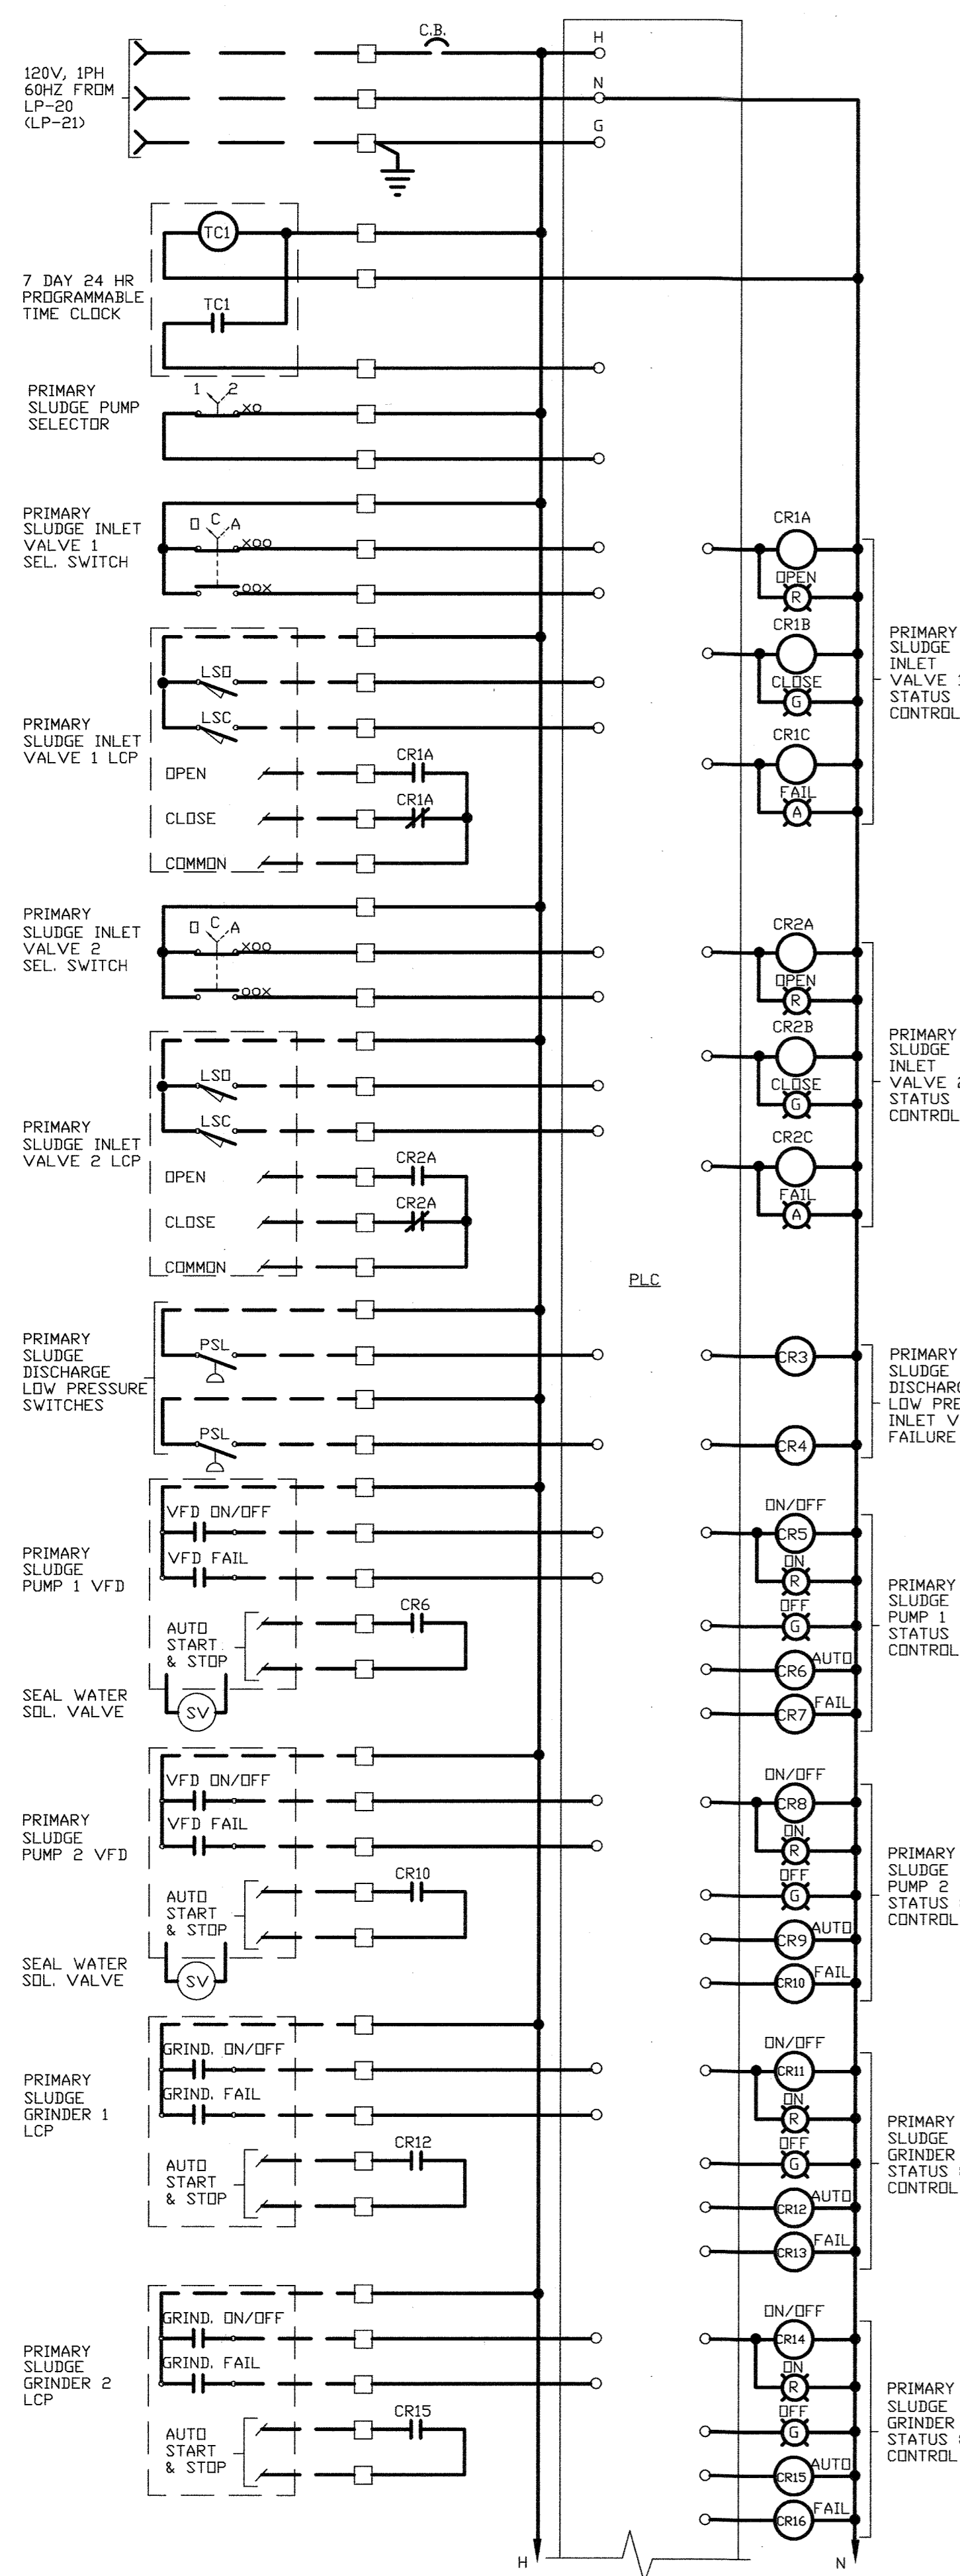 C.B.
H
120V, 1PH
60HZ FROM
LP-20
(LP-21)
N
G
TC1
7 DAY 24 HR
PROGRAMMABLE
TIME CLOCK
TC1
PRIMARY
SLUDGE PUMP
SELECTOR
1 2
XO
PRIMARY
SLUDGE INLET
VALVE 1
SEL. SWITCH
O C A
XOO
OOX
CR1A
OPEN
R
CR1B
CLOSE
G
CR1C
FAIL
A
PRIMARY
SLUDGE
INLET
VALVE 1
STATUS
CONTROL
PRIMARY
SLUDGE INLET
VALVE 1 LCP
LSO
LSC
OPEN
CR1A
CLOSE
CR1A
COMMON
PRIMARY
SLUDGE INLET
VALVE 2
SEL. SWITCH
O C A
XOO
OOX
CR2A
OPEN
R
CR2B
CLOSE
G
CR2C
FAIL
A
PRIMARY
SLUDGE
INLET
VALVE 2
STATUS
CONTROL
PRIMARY
SLUDGE INLET
VALVE 2 LCP
LSO
LSC
OPEN
CR2A
CLOSE
CR2A
COMMON
PLC
PRIMARY
SLUDGE
DISCHARGE
LOW PRESSURE
SWITCHES
PSL
PSL
CR3
CR4
PRIMARY
SLUDGE
DISCHARG
LOW PRE
INLET V
FAILURE
PRIMARY
SLUDGE
PUMP 1 VFD
VFD ON/OFF
VFD FAIL
AUTO
START
& STOP
CR6
SEAL WATER
SOL. VALVE
SV
ON/OFF
CR5
ON
R
OFF
G
CR6
AUTO
CR7
FAIL
PRIMARY
SLUDGE
PUMP 1
STATUS
CONTROL
PRIMARY
SLUDGE
PUMP 2 VFD
VFD ON/OFF
VFD FAIL
AUTO
START
& STOP
CR10
SEAL WATER
SOL. VALVE
SV
ON/OFF
CR8
ON
R
OFF
G
CR9
AUTO
CR10
FAIL
PRIMARY
SLUDGE
PUMP 2
STATUS
CONTROL
PRIMARY
SLUDGE
GRINDER 1
LCP
GRIND. ON/OFF
GRIND. FAIL
AUTO
START
& STOP
CR12
ON/OFF
CR11
ON
R
OFF
G
CR12
AUTO
CR13
FAIL
PRIMARY
SLUDGE
GRINDER
STATUS
CONTROL
PRIMARY
SLUDGE
GRINDER 2
LCP
GRIND. ON/OFF
GRIND. FAIL
AUTO
START
& STOP
CR15
ON/OFF
CR14
ON
R
OFF
G
CR15
AUTO
CR16
FAIL
PRIMARY
SLUDGE
GRINDER
STATUS
CONTROL
H
N